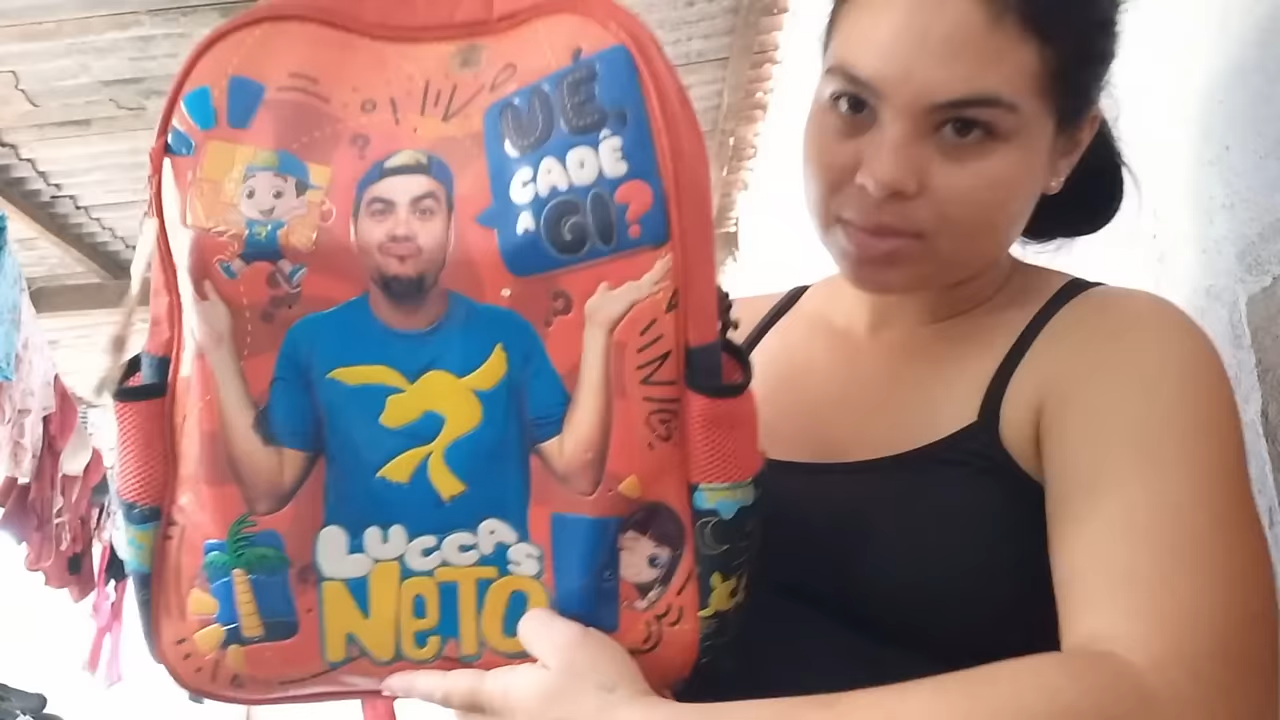 UÉ,
CADÊ
A GI?
LUCCAS
NETO